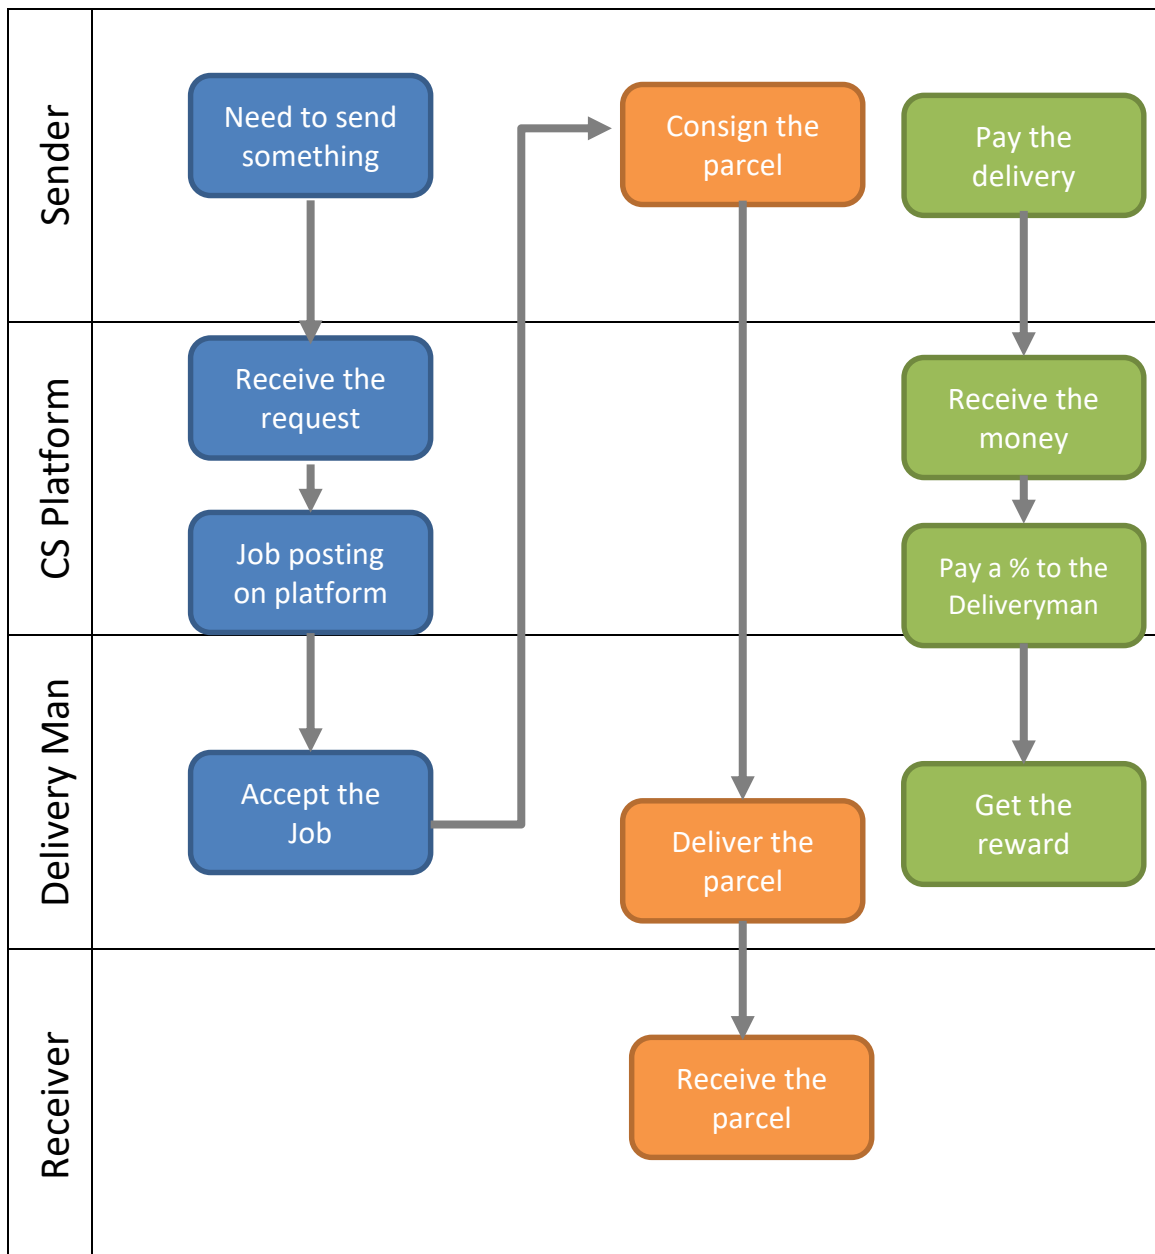 Sender
Need to send
something
Consign the
parcel
Pay the
delivery
CS Platform
Receive the
request
Job posting
on platform
Receive the
money
Pay a % to the
Deliveryman
Delivery Man
Accept the
Job
Deliver the
parcel
Get the
reward
Receiver
Receive the
parcel